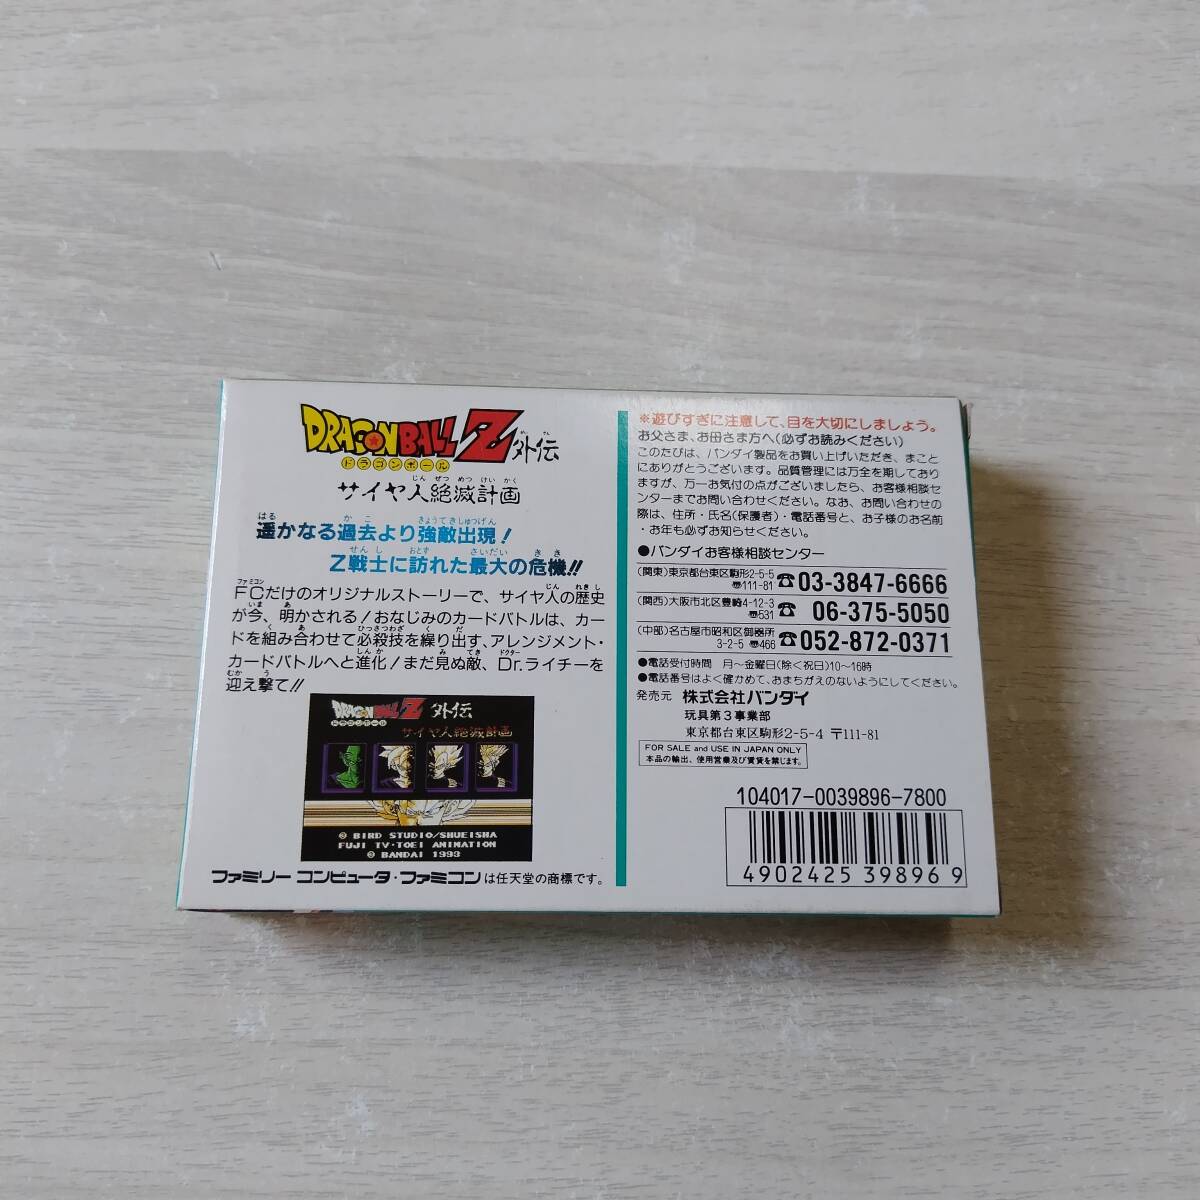 DRAGON BALL Z 外伝
ドラゴンボール
サイヤ人絶滅計画
遥かなる過去より強敵出現!
Z戦士に訪れた最大の危機!!
FCだけのオリジナルストーリーで、サイヤ人の歴史
が今、明かされる!おなじみのカードバトルは、カー
ドを組み合わせて必殺技を繰り出す、アレンジメント・
カードバトルへと進化!まだ見ぬ敵、Dr.ライチーを
迎え撃て!!
DRAGON BALL Z 外伝
ドラゴンボール
サイヤ人絶滅計画
© BIRD STUDIO/SHUEISHA
FUJI TV・TOEI ANIMATION
© BANDAI 1993
ファミリーコンピュータ・ファミコンは任天堂の商標です。
※遊びすぎに注意して、目を大切にしましょう。
お父さま、お母さま方へ(必ずお読みください)
このたびは、バンダイ製品をお買い上げいただき、まこと
にありがとうございます。品質管理には万全を期しており
ますが、万一お気付の点がございましたら、お客様相談セ
ンターまでお問い合わせください。なお、お問い合わせの
際は、住所・氏名(保護者)・電話番号と、お子様のお名前
・お年も必ずお知らせください。
●バンダイお客様相談センター
(関東)東京都台東区駒形2-5-5 〠111-81 ☎03-3847-6666
(関西)大阪市北区豊崎4-12-3 〠531 ☎06-375-5050
(中部)名古屋市昭和区御器所3-2-5 〠466 ☎052-872-0371
●電話受付時間 月〜金曜日(除く祝日)10〜16時
●電話番号はよく確かめて、おまちがえのないようにしてください。
発売元 株式会社バンダイ
玩具第3事業部
東京都台東区駒形2-5-4 〒111-81
FOR SALE and USE IN JAPAN ONLY
本品の輸出、使用営業及び賃貸を禁じます。
104017-0039896-7800
4902425398969